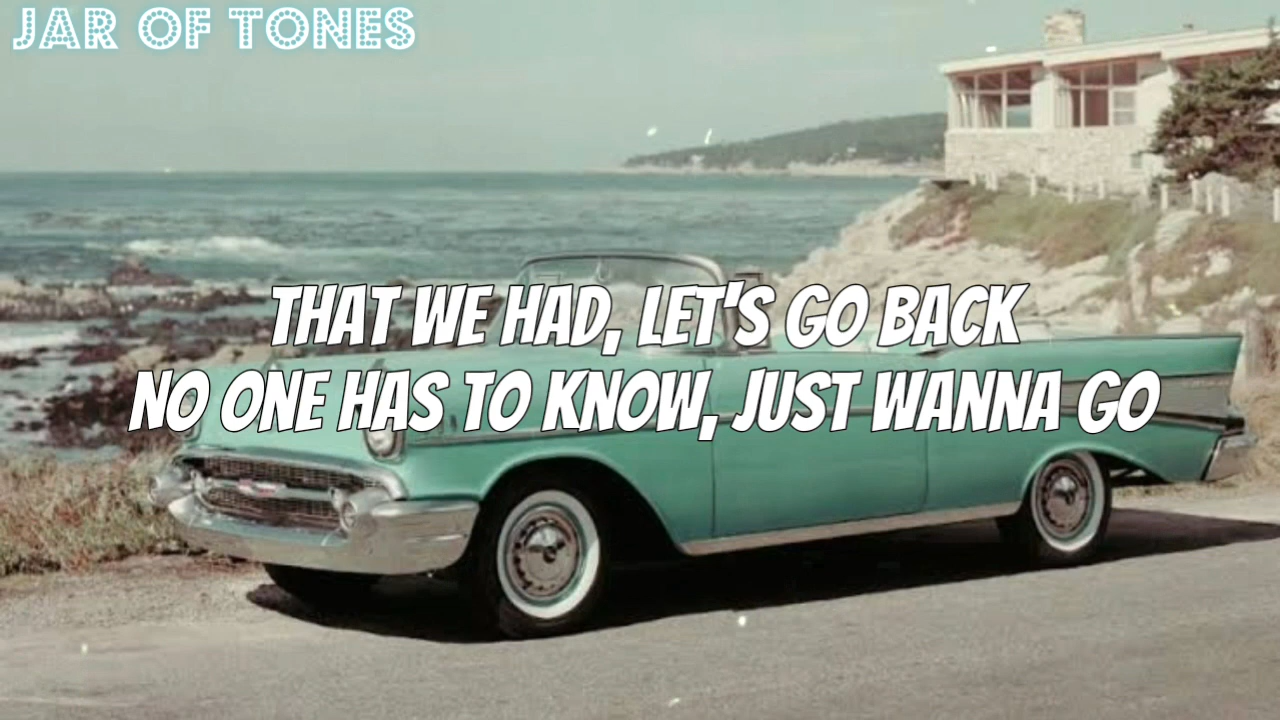 JAR OF TONES
THAT WE HAD, LET'S GO BACK
NO ONE HAS TO KNOW, JUST WANNA GO